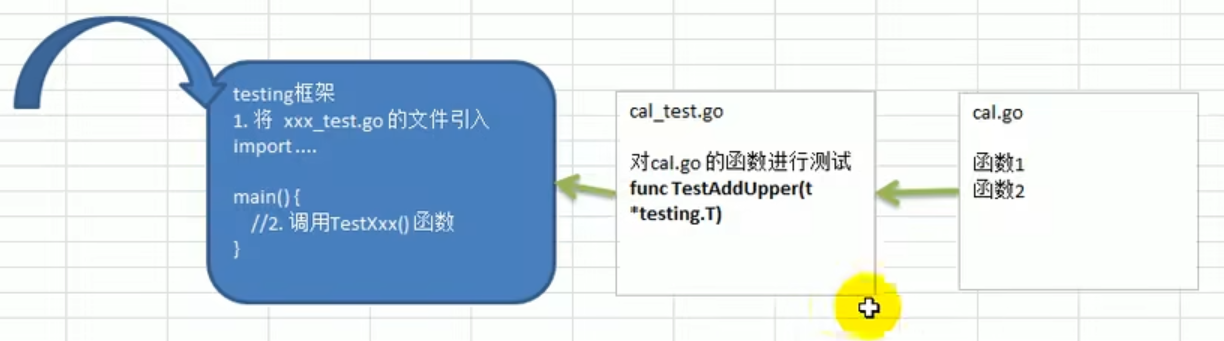 testing框架
1. 将 xxx_test.go 的文件引入
import ....
main() {
//2. 调用TestXxx() 函数
}
cal_test.go
对cal.go 的函数进行测试
func TestAddUpper(t
*testing.T)
cal.go
函数1
函数2